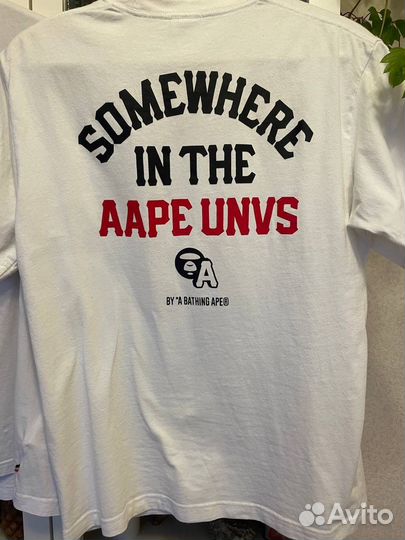 SOMEWHERE
IN THE
AAPE UNVS
A
BY *A BATHING APE®
Avito